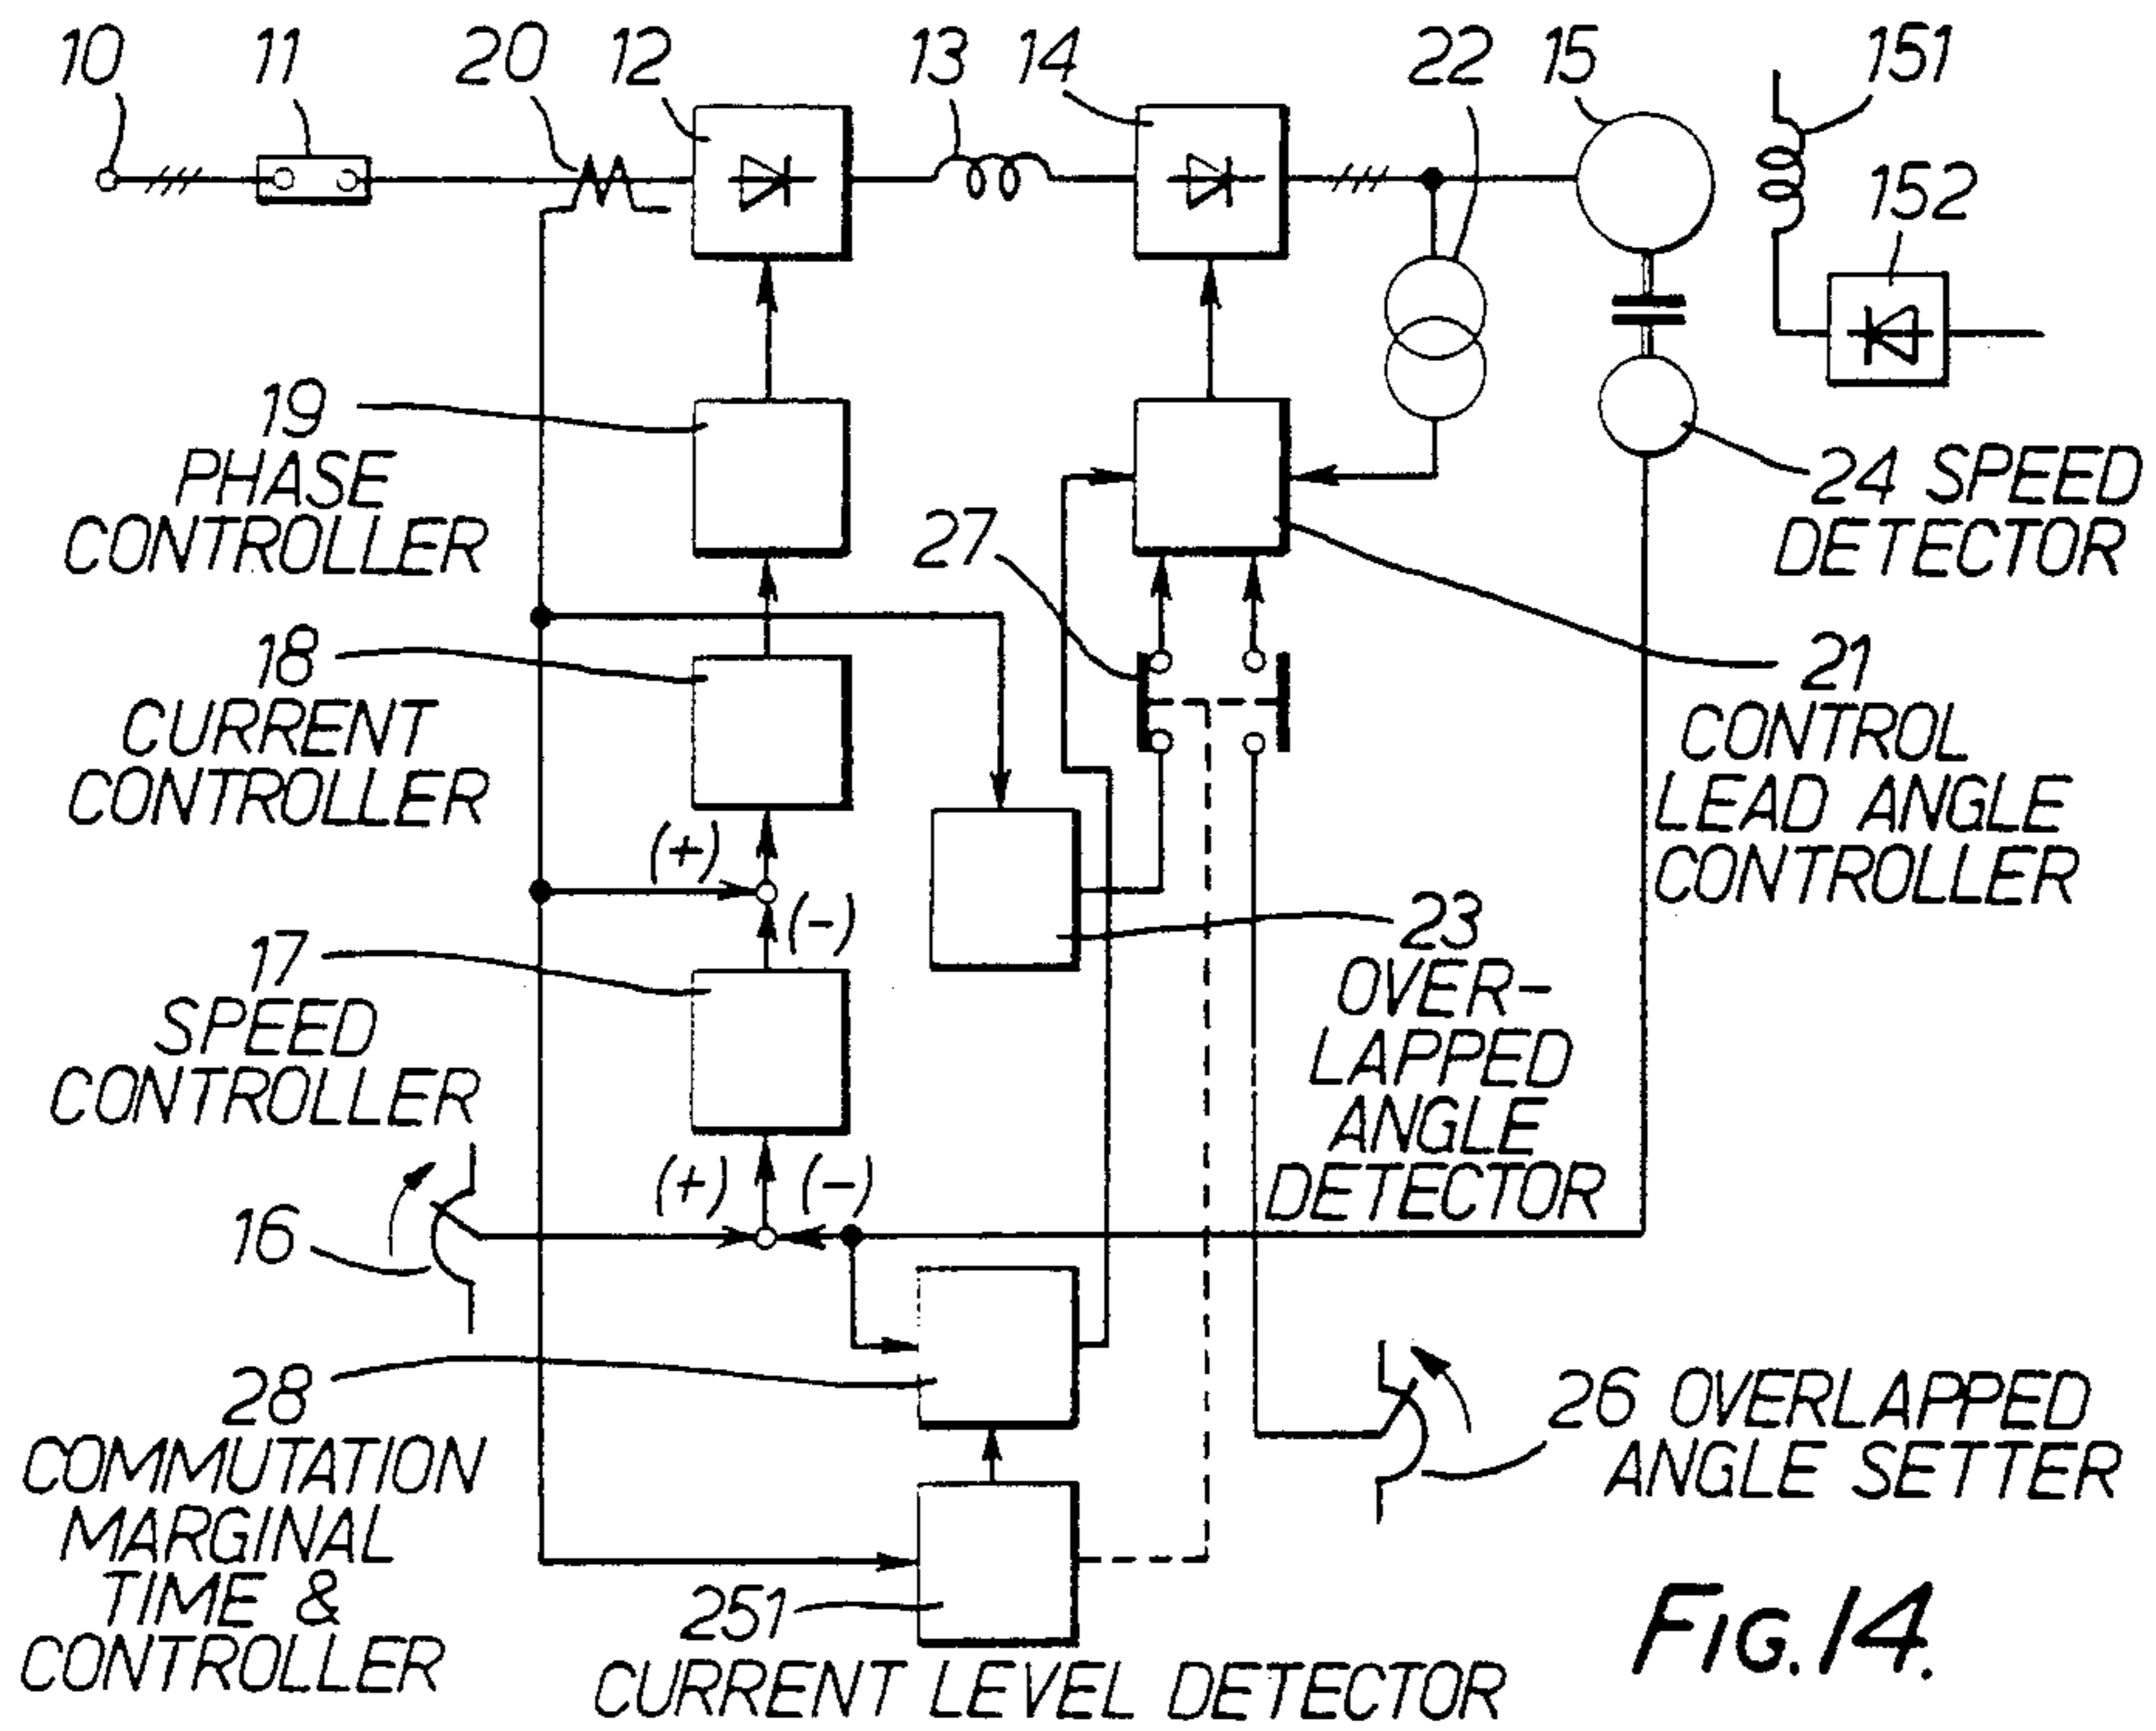 10 11 20 12 13 14 22 15 151
152
19
PHASE
CONTROLLER
24 SPEED
DETECTOR
27
18
CURRENT
CONTROLLER
21
CONTROL
LEAD ANGLE
CONTROLLER
(+)
(-)
17
SPEED
CONTROLLER
23
OVER-
LAPPED
ANGLE
DETECTOR
(+) (-)
16
28
COMMUTATION
MARGINAL
TIME &
CONTROLLER
26 OVERLAPPED
ANGLE SETTER
251
CURRENT LEVEL DETECTOR
FIG.14.